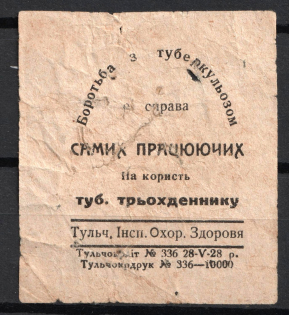 Боротьба з туберкульозом
є справа
САМИХ ПРАЦЮЮЧИХ
На користь
туб. трьохденнику
Тульч. Інсп. Охор. Здоровя
Тульчокрліт № 336 28-V-28 р.
Тульчокрдрук № 336—10000